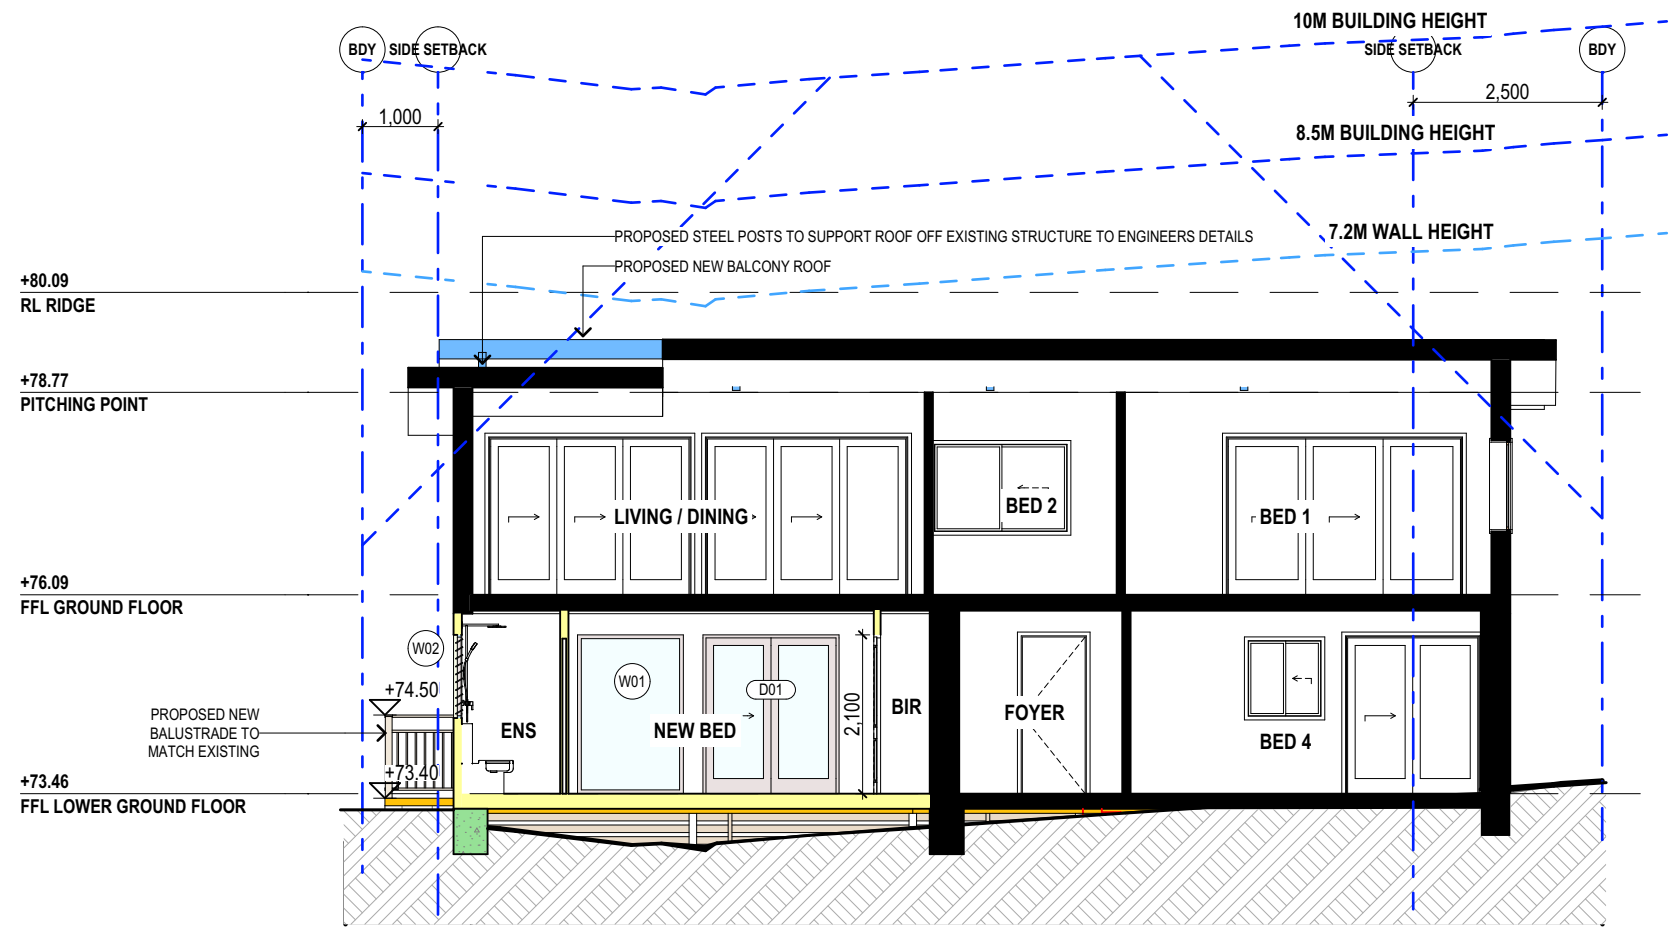 10M BUILDING HEIGHT
BDY SIDE SETBACK
SIDE SETBACK BDY
2,500
1,000
8.5M BUILDING HEIGHT
7.2M WALL HEIGHT
PROPOSED STEEL POSTS TO SUPPORT ROOF OFF EXISTING STRUCTURE TO ENGINEERS DETAILS
PROPOSED NEW BALCONY ROOF
+80.09
RL RIDGE
+78.77
PITCHING POINT
LIVING / DINING
BED 2
BED 1
+76.09
FFL GROUND FLOOR
W02
W01
D01
+74.50
PROPOSED NEW
BALUSTRADE TO
MATCH EXISTING
ENS
NEW BED
2,100
BIR
FOYER
BED 4
+73.40
+73.46
FFL LOWER GROUND FLOOR